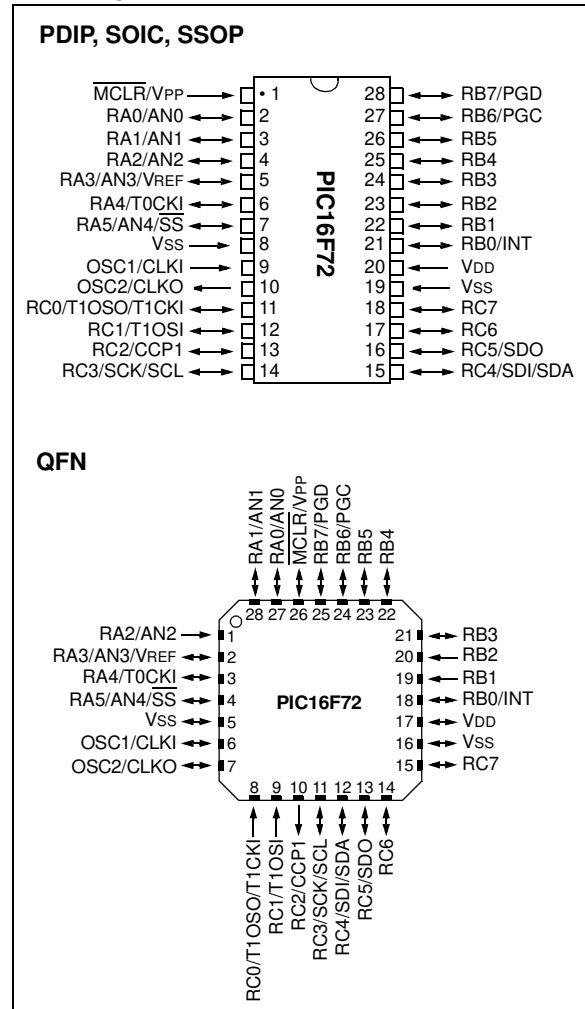 PDIP, SOIC, SSOP
MCLR/VPP • 1 28 RB7/PGD
RA0/AN0 2 27 RB6/PGC
RA1/AN1 3 26 RB5
RA2/AN2 4 25 RB4
RA3/AN3/VREF 5 24 RB3
RA4/T0CKI 6 23 RB2
RA5/AN4/SS 7 22 RB1
VSS 8 21 RB0/INT
OSC1/CLKI 9 20 VDD
OSC2/CLKO 10 19 VSS
RC0/T1OSO/T1CKI 11 18 RC7
RC1/T1OSI 12 17 RC6
RC2/CCP1 13 16 RC5/SDO
RC3/SCK/SCL 14 15 RC4/SDI/SDA
PIC16F72
QFN
RA1/AN1
RA0/AN0
MCLR/VPP
RB7/PGD
RB6/PGC
RB5
RB4
28 27 26 25 24 23 22
RA2/AN2 1 21 RB3
RA3/AN3/VREF 2 20 RB2
RA4/T0CKI 3 19 RB1
RA5/AN4/SS 4 PIC16F72 18 RB0/INT
VSS 5 17 VDD
OSC1/CLKI 6 16 VSS
OSC2/CLKO 7 15 RC7
8 9 10 11 12 13 14
RC0/T1OSO/T1CKI
RC1/T1OSI
RC2/CCP1
RC3/SCK/SCL
RC4/SDI/SDA
RC5/SDO
RC6